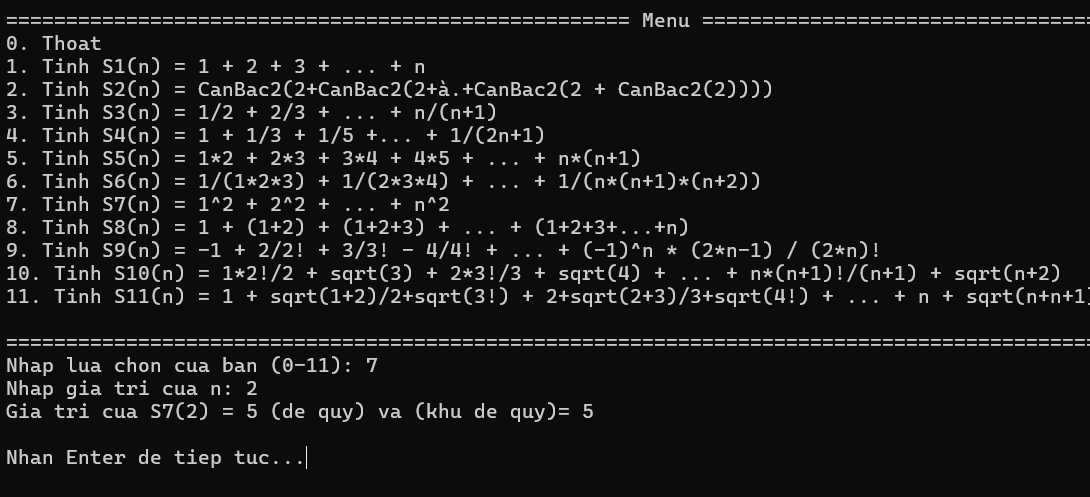 ==================================================== Menu =================================
0. Thoat
1. Tinh S1(n) = 1 + 2 + 3 + ... + n
2. Tinh S2(n) = CanBac2(2+CanBac2(2+à.+CanBac2(2 + CanBac2(2))))
3. Tinh S3(n) = 1/2 + 2/3 + ... + n/(n+1)
4. Tinh S4(n) = 1 + 1/3 + 1/5 +... + 1/(2n+1)
5. Tinh S5(n) = 1*2 + 2*3 + 3*4 + 4*5 + ... + n*(n+1)
6. Tinh S6(n) = 1/(1*2*3) + 1/(2*3*4) + ... + 1/(n*(n+1)*(n+2))
7. Tinh S7(n) = 1^2 + 2^2 + ... + n^2
8. Tinh S8(n) = 1 + (1+2) + (1+2+3) + ... + (1+2+3+...+n)
9. Tinh S9(n) = -1 + 2/2! + 3/3! - 4/4! + ... + (-1)^n * (2*n-1) / (2*n)!
10. Tinh S10(n) = 1*2!/2 + sqrt(3) + 2*3!/3 + sqrt(4) + ... + n*(n+1)!/(n+1) + sqrt(n+2)
11. Tinh S11(n) = 1 + sqrt(1+2)/2+sqrt(3!) + 2+sqrt(2+3)/3+sqrt(4!) + ... + n + sqrt(n+n+1)
===========================================================================================
Nhap lua chon cua ban (0-11): 7
Nhap gia tri cua n: 2
Gia tri cua S7(2) = 5 (de quy) va (khu de quy)= 5
Nhan Enter de tiep tuc...